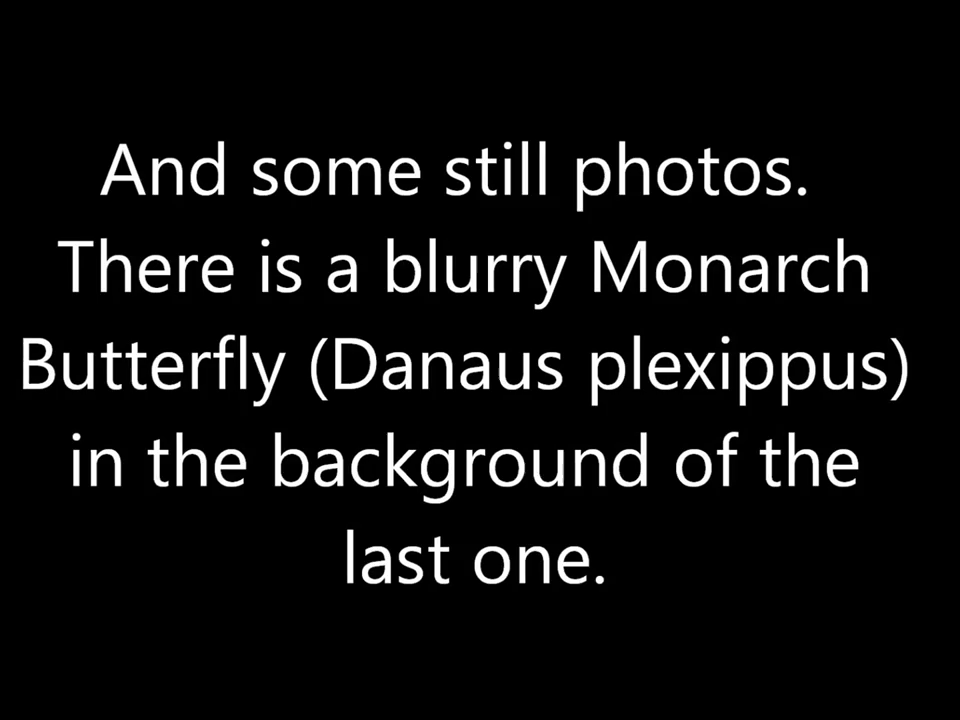 And some still photos.
There is a blurry Monarch
Butterfly (Danaus plexippus)
in the background of the
last one.